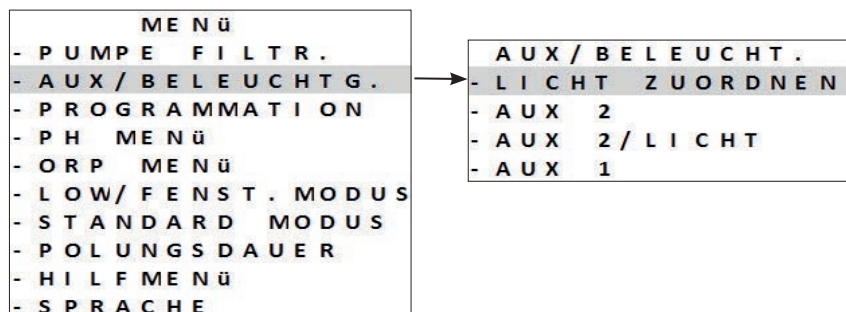 MENü
- PUMPE FILTR.
- AUX/BELEUCHTG.
- PROGRAMMATION
- PH MENü
- ORP MENü
- LOW/FENST.MODUS
- STANDARD MODUS
- POLUNGSDAUER
- HILFMENü
- SPRACHE
AUX/BELEUCHT.
- LICHT ZUORDNEN
- AUX 2
- AUX 2/LICHT
- AUX 1